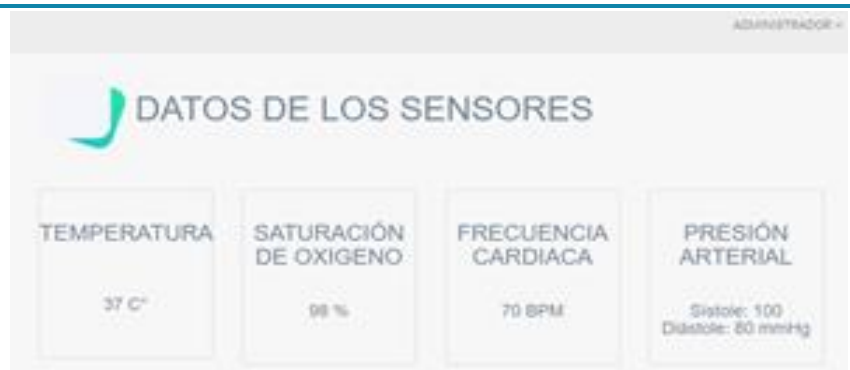 ADMINISTRADOR
DATOS DE LOS SENSORES
TEMPERATURA
37 C°
SATURACIÓN
DE OXIGENO
98 %
FRECUENCIA
CARDIACA
70 BPM
PRESIÓN
ARTERIAL
Sistole: 100
Diástole: 80 mmHg